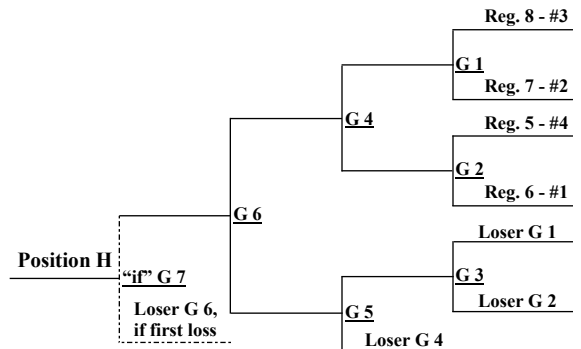 Reg. 8 - #3
G 1
Reg. 7 - #2
G 4
Reg. 5 - #4
G 2
Reg. 6 - #1
G 6
Loser G 1
Position H
"if" G 7
G 3
Loser G 6,
if first loss
Loser G 2
G 5
Loser G 4